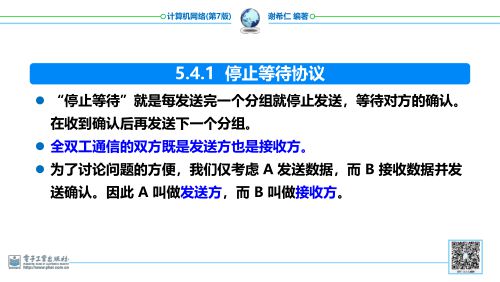 计算机网络(第7版) 谢希仁 编著
5.4.1 停止等待协议
“停止等待”就是每发送完一个分组就停止发送，等待对方的确认。
在收到确认后再发送下一个分组。
全双工通信的双方既是发送方也是接收方。
为了讨论问题的方便，我们仅考虑 A 发送数据，而 B 接收数据并发
送确认。因此 A 叫做发送方，而 B 叫做接收方。
电子工业出版社
http://www.phei.com.cn